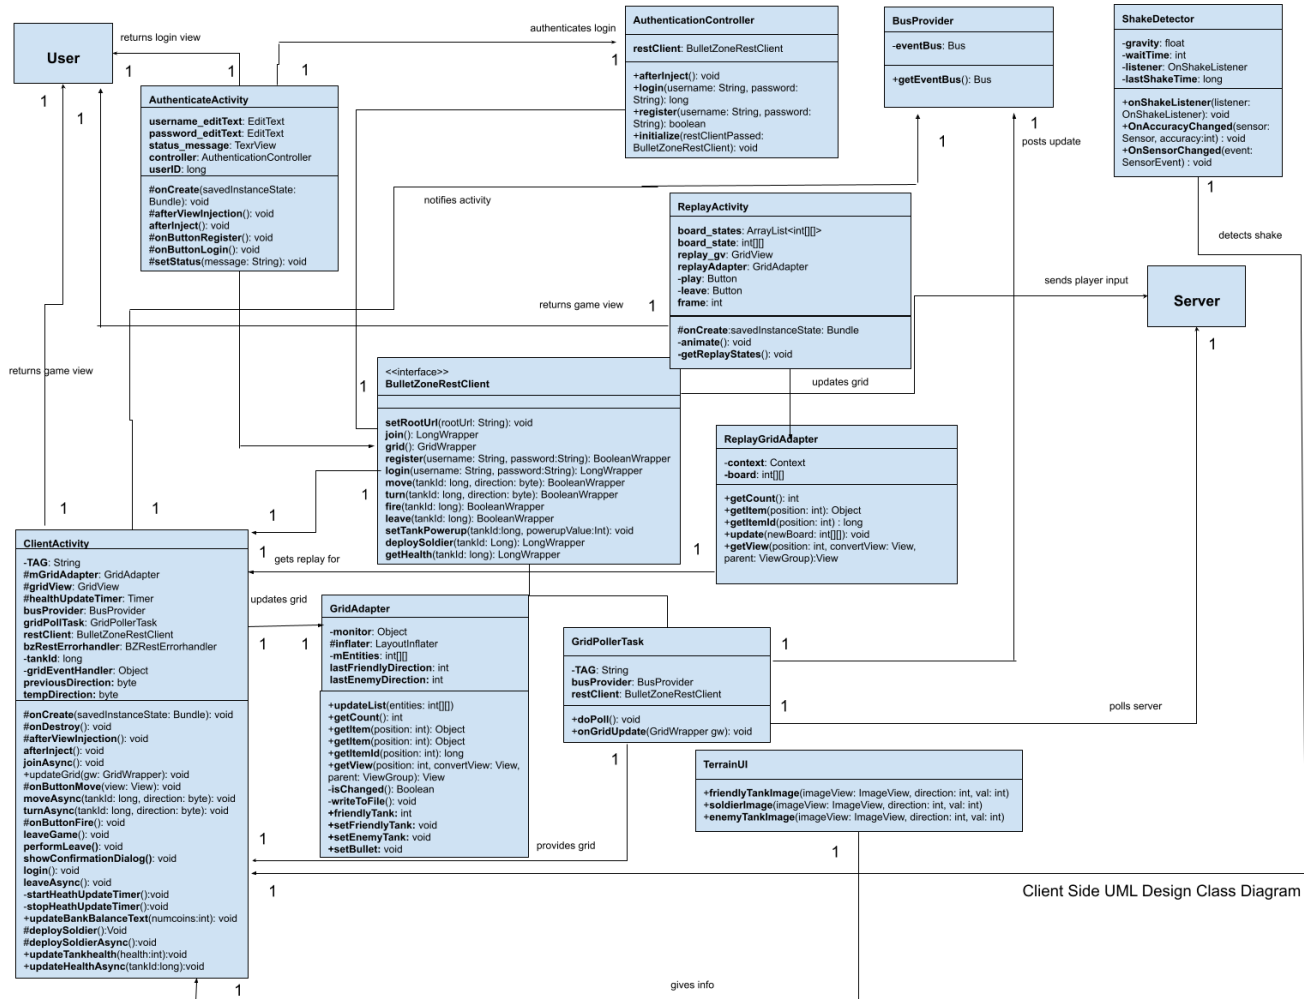 User
returns login view
1
1
1
authenticates login
1
1
1
AuthenticateActivity
username_editText: EditText
password_editText: EditText
status_message: TexrView
controller: AuthenticationController
userID: long
#onCreate(savedInstanceState:
Bundle): void
#afterViewInjection(): void
afterInject(): void
#onButtonRegister(): void
#onButtonLogin(): void
#setStatus(message: String): void
AuthenticationController
restClient: BulletZoneRestClient
+afterInject(): void
+login(username: String, password:
String): long
+register(username: String, password:
String): boolean
+initialize(restClientPassed:
BulletZoneRestClient): void
BusProvider
-eventBus: Bus
+getEventBus(): Bus
1
1
posts update
ShakeDetector
-gravity: float
-waitTime: int
-listener: OnShakeListener
-lastShakeTime: long
+onShakeListener(listener:
OnShakeListener): void
+OnAccuracyChanged(sensor:
Sensor, accuracy:int) : void
+OnSensorChanged(event:
SensorEvent) : void
1
detects shake
notifies activity
ReplayActivity
board_states: ArrayList<int[][]>
board_state: int[][]
replay_gv: GridView
replayAdapter: GridAdapter
-play: Button
-leave: Button
frame: int
#onCreate:savedInstanceState: Bundle
-animate(): void
-getReplayStates(): void
returns game view
1
sends player input
Server
1
returns game view
updates grid
<<interface>>
BulletZoneRestClient
setRootUrl(rootUrl: String): void
join(): LongWrapper
grid(): GridWrapper
register(username: String, password:String): BooleanWrapper
login(username: String, password:String): LongWrapper
move(tankId: long, direction: byte): BooleanWrapper
turn(tankId: long, direction: byte): BooleanWrapper
fire(tankId: long): BooleanWrapper
leave(tankId: long): BooleanWrapper
setTankPowerup(tankId:long, powerupValue:Int): void
deploySoldier(tankId: Long): LongWrapper
getHealth(tankId: long): LongWrapper
1
1
ReplayGridAdapter
-context: Context
-board: int[][]
+getCount(): int
+getItem(position: int): Object
+getItemId(position: int) : long
+update(newBoard: int[][]): void
+getView(position: int, convertView: View,
parent: ViewGroup):View
1
gets replay for
1
1
1
1
ClientActivity
-TAG: String
#mGridAdapter: GridAdapter
#gridView: GridView
#healthUpdateTimer: Timer
busProvider: BusProvider
gridPollTask: GridPollerTask
restClient: BulletZoneRestClient
bzRestErrorhandler: BZRestErrorhandler
-tankId: long
-gridEventHandler: Object
previousDirection: byte
tempDirection: byte
#onCreate(savedInstanceState: Bundle): void
#onDestroy(): void
#afterViewInjection(): void
afterInject(): void
joinAsync(): void
+updateGrid(gw: GridWrapper): void
#onButtonMove(view: View): void
moveAsync(tankId: long, direction: byte): void
turnAsync(tankId: long, direction: byte): void
#onButtonFire(): void
leaveGame(): void
performLeave(): void
showConfirmationDialog(): void
login(): void
leaveAsync(): void
-startHeathUpdateTimer():void
-stopHeathUpdateTimer():void
+updateBankBalanceText(numcoins:int): void
#deploySoldier():Void
#deploySoldierAsync():void
+updateTankhealth(health:int):void
+updateHealthAsync(tankId:long):void
updates grid
1
1
GridAdapter
-monitor: Object
#inflater: LayoutInflater
-mEntities: int[][]
lastFriendlyDirection: int
lastEnemyDirection: int
+updateList(entities: int[][])
+getCount(): int
+getItem(position: int): Object
+getItem(position: int): Object
+getItemId(position: int): long
+getView(position: int, convertView: View,
parent: ViewGroup): View
-isChanged(): Boolean
-writeToFile(): void
+friendlyTank: int
+setFriendlyTank: void
+setEnemyTank: void
+setBullet: void
GridPollerTask
-TAG: String
busProvider: BusProvider
restClient: BulletZoneRestClient
+doPoll(): void
+onGridUpdate(GridWrapper gw): void
1
1
polls server
1
provides grid
1
TerrainUI
+friendlyTankImage(imageView: ImageView, direction: int, val: int)
+soldierImage(imageView: ImageView, direction: int, val: int)
+enemyTankImage(imageView: ImageView, direction: int, val: int)
1
1
Client Side UML Design Class Diagram
gives info
1